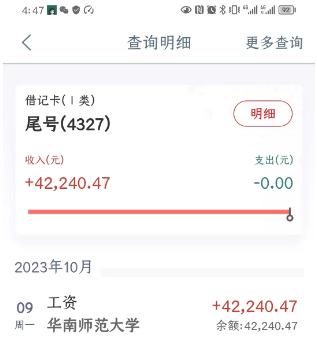 4:47
92
查询明细
更多查询
借记卡(Ⅰ类)
尾号(4327)
明细
收入(元)
支出(元)
+42,240.47
-0.00
2023年10月
09
工资
+42,240.47
周一
华南师范大学
余额:42,240.47